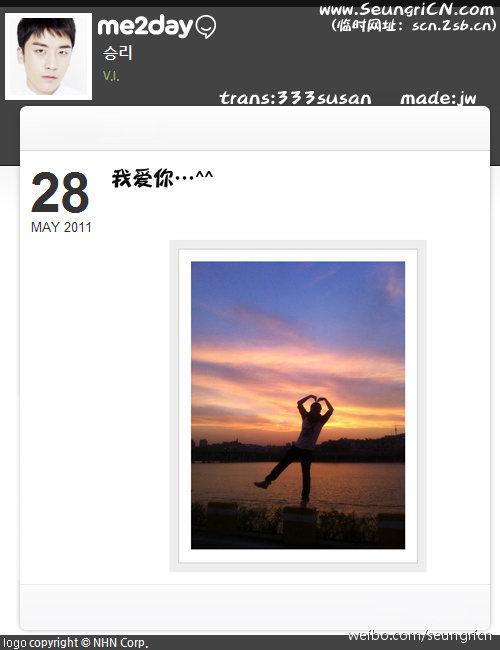 www.SeungriCN.com
me2day
(临时网址: scn.2sb.cn)
승리
V.I.
trans:333susan made:jw
28
我爱你…^^
MAY 2011
weibo.com/seungricn
logo copyright © NHN Corp.